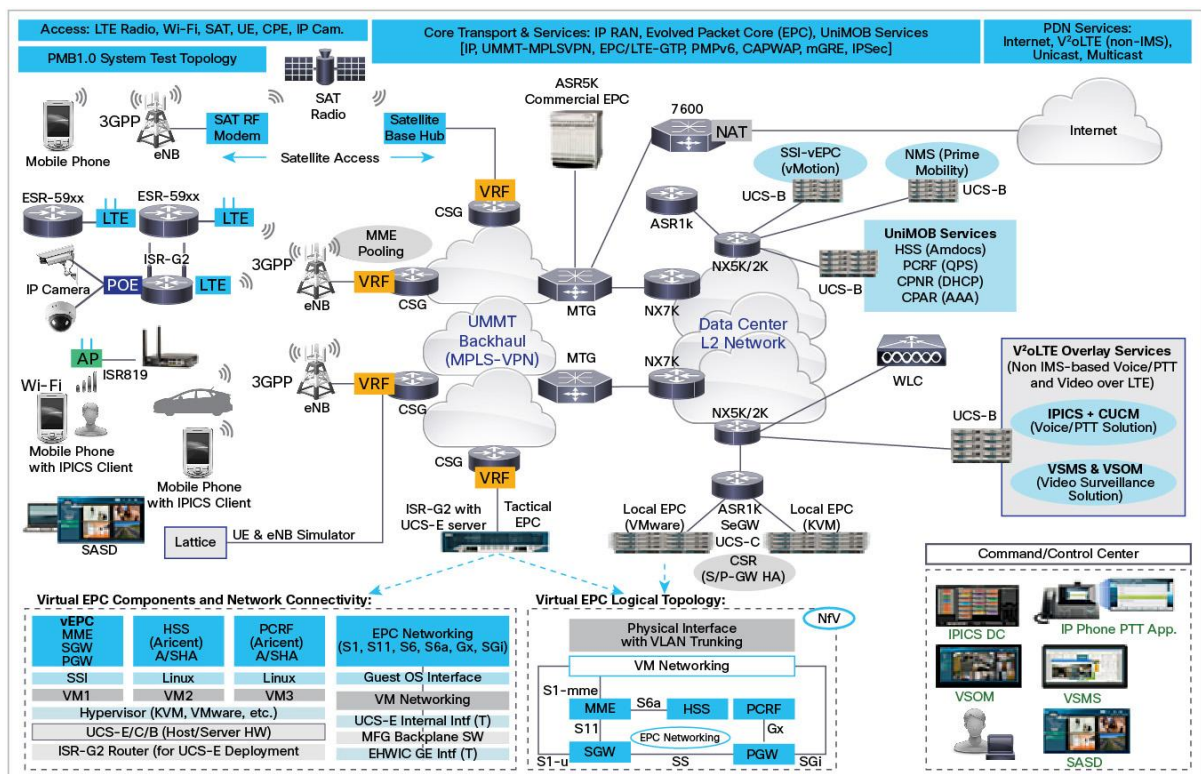 Access: LTE Radio, Wi-Fi, SAT, UE, CPE, IP Cam.
PMB1.0 System Test Topology
Core Transport & Services: IP RAN, Evolved Packet Core (EPC), UniMOB Services
[IP, UMMT-MPLSVPN, EPC/LTE-GTP, PMPv6, CAPWAP, mGRE, IPSec]
PDN Services:
Internet, V²oLTE (non-IMS),
Unicast, Multicast
SAT
Radio
3GPP
Mobile Phone
eNB
SAT RF
Modem
Satellite
Base Hub
Satellite Access
ASR5K
Commercial EPC
7600
NAT
Internet
VRF
CSG
SSI-vEPC
(vMotion)
UCS-B
NMS (Prime
Mobility)
UCS-B
ASR1k
NX5K/2K
UCS-B
UniMOB Services
HSS (Amdocs)
PCRF (QPS)
CPNR (DHCP)
CPAR (AAA)
ESR-59xx
LTE
ESR-59xx
LTE
ISR-G2
IP Camera
POE
LTE
MME
Pooling
3GPP
eNB
VRF
CSG
MTG
NX7K
UMMT
Backhaul
(MPLS-VPN)
Data Center
L2 Network
MTG
NX7K
WLC
AP
ISR819
Wi-Fi
Mobile Phone
with IPICS Client
Mobile Phone
with IPICS Client
3GPP
eNB
VRF
CSG
NX5K/2K
UCS-B
V²oLTE Overlay Services
(Non IMS-based Voice/PTT
and Video over LTE)
IPICS + CUCM
(Voice/PTT Solution)
VSMS & VSOM
(Video Surveillance
Solution)
CSG
VRF
SASD
Lattice
UE & eNB Simulator
ISR-G2 with
UCS-E server
Tactical
EPC
Local EPC
(VMware)
ASR1K
SeGW
UCS-C
Local EPC
(KVM)
CSR
(S/P-GW HA)
Command/Control Center
IPICS DC
IP Phone PTT App.
VSOM
VSMS
SASD
Virtual EPC Components and Network Connectivity:
vEPC
MME
SGW
PGW
HSS
(Aricent)
A/SHA
PCRF
(Aricent)
A/SHA
SSI
Linux
Linux
VM1
VM2
VM3
Hypervisor (KVM, VMware, etc.)
UCS-E/C/B (Host/Server HW)
ISR-G2 Router (for UCS-E Deployment
EPC Networking
(S1, S11, S6, S6a, Gx, SGi)
Guest OS Interface
VM Networking
UCS-E Internal Intf (T)
MFG Backplane SW
EHWIC GE Intf (T)
Virtual EPC Logical Topology:
NfV
Physical Interface
with VLAN Trunking
VM Networking
S1-mme
MME
S6a
HSS
PCRF
S11
Gx
EPC Networking
SGW
PGW
S1-u
SS
SGi